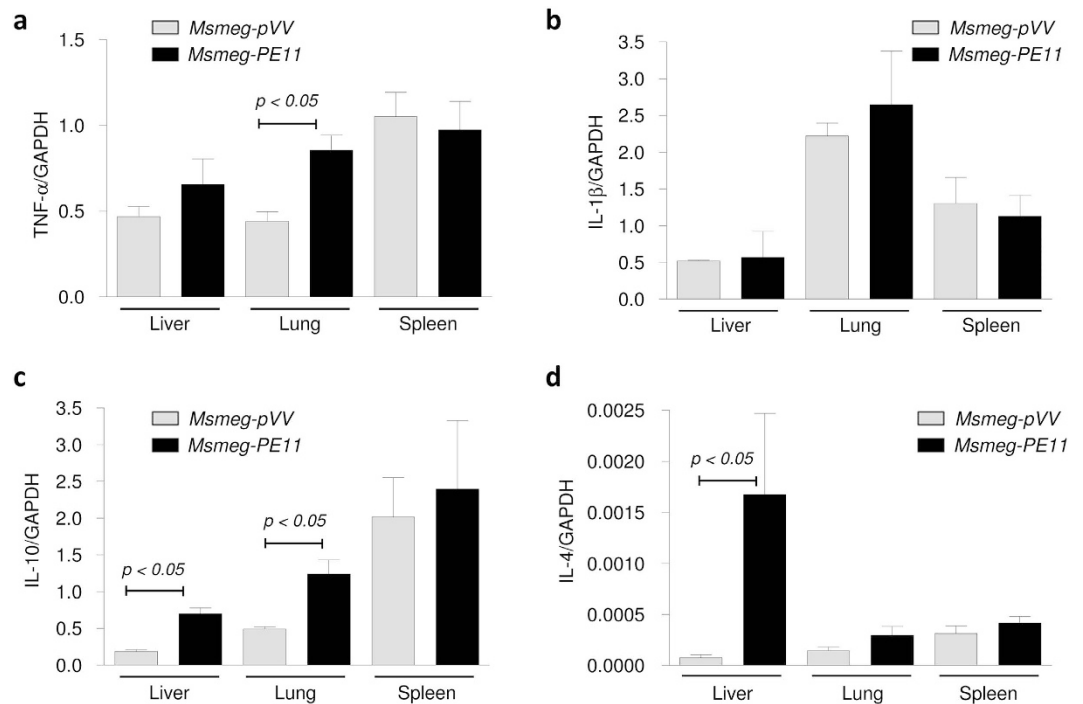 a
Msmeg-pVV
Msmeg-PE11
TNF-α/GAPDH
1.5
1.0
0.5
0.0
p < 0.05
Liver
Lung
Spleen
b
Msmeg-pVV
Msmeg-PE11
IL-1β/GAPDH
3.5
3.0
2.5
2.0
1.5
1.0
0.5
0.0
Liver
Lung
Spleen
c
Msmeg-pVV
Msmeg-PE11
IL-10/GAPDH
3.5
3.0
2.5
2.0
1.5
1.0
0.5
0.0
p < 0.05
p < 0.05
Liver
Lung
Spleen
d
Msmeg-pVV
Msmeg-PE11
IL-4/GAPDH
0.0025
0.0020
0.0015
0.0010
0.0005
0.0000
p < 0.05
Liver
Lung
Spleen